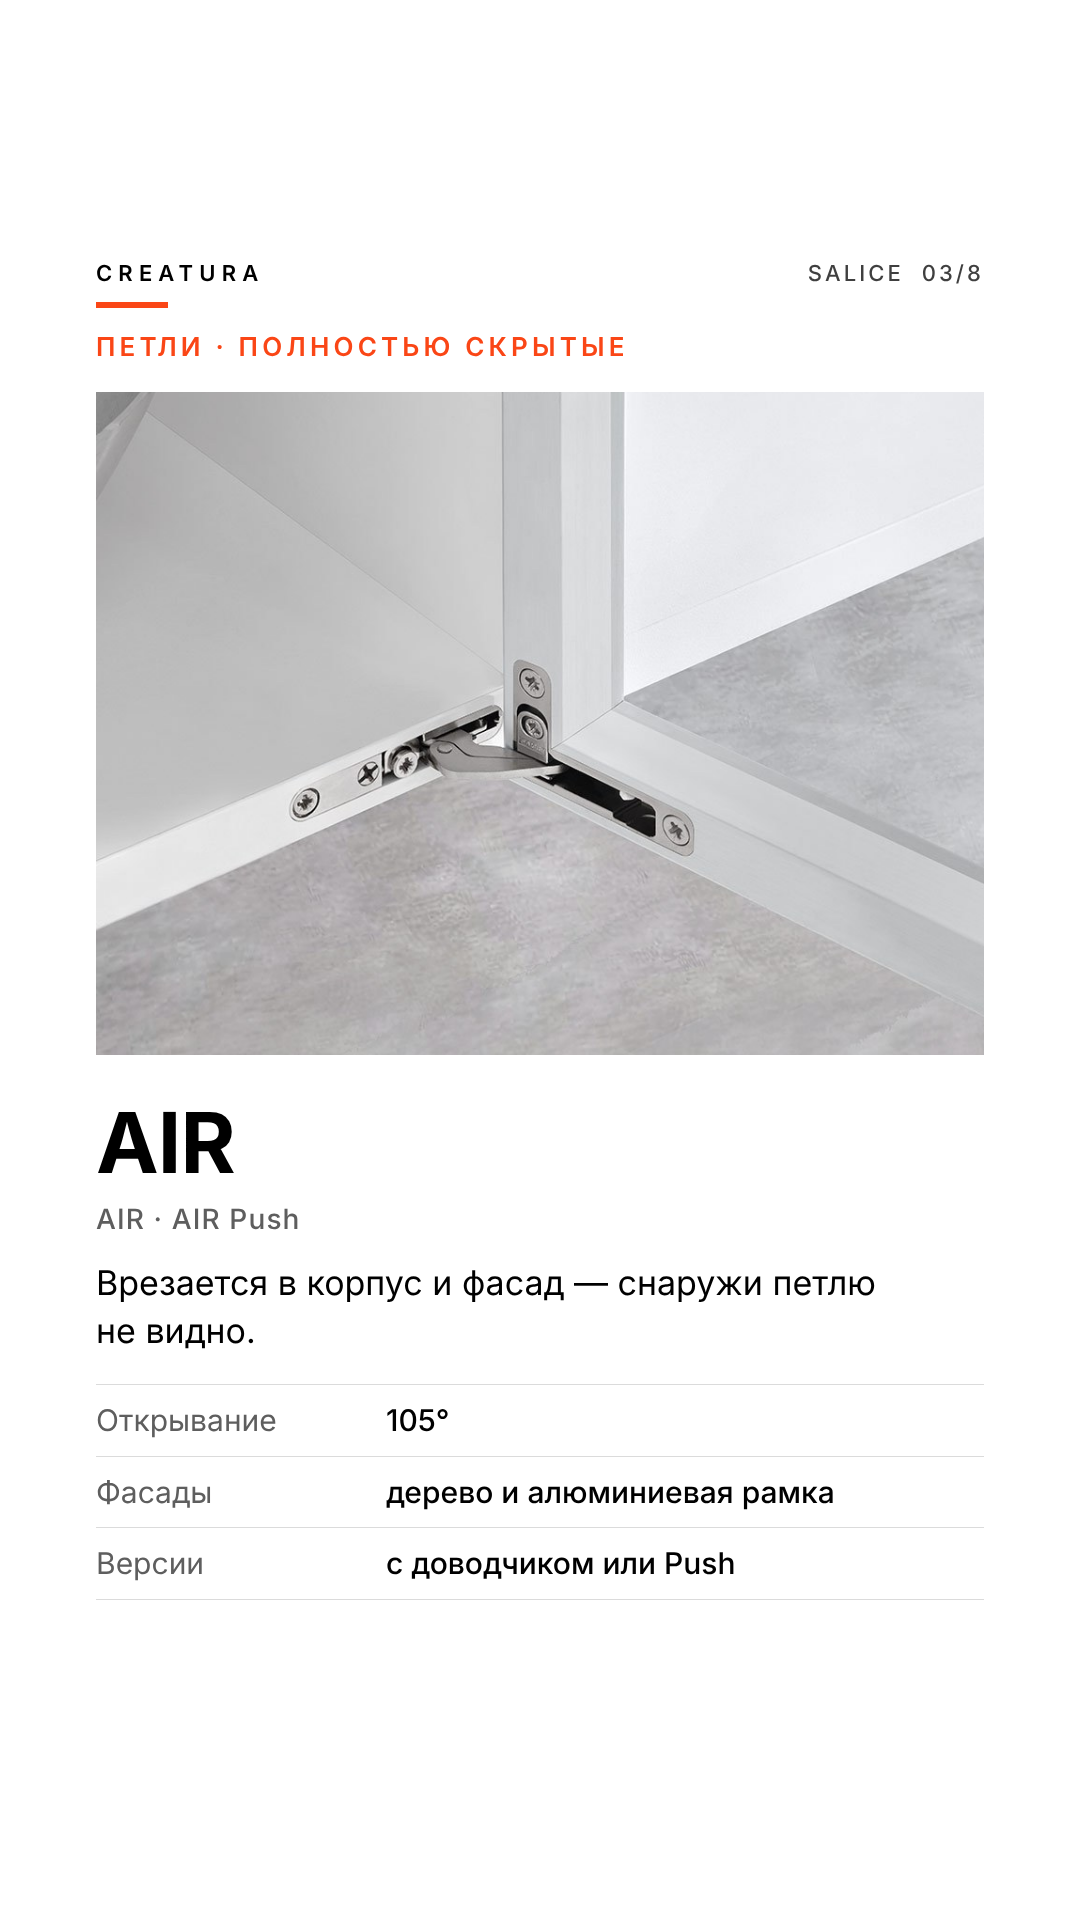 CREATURA
SALICE 03/8
ПЕТЛИ · ПОЛНОСТЬЮ СКРЫТЫЕ
AIR
AIR · AIR Push
Врезается в корпус и фасад — снаружи петлю
не видно.
Открывание 105°
Фасады дерево и алюминиевая рамка
Версии с доводчиком или Push